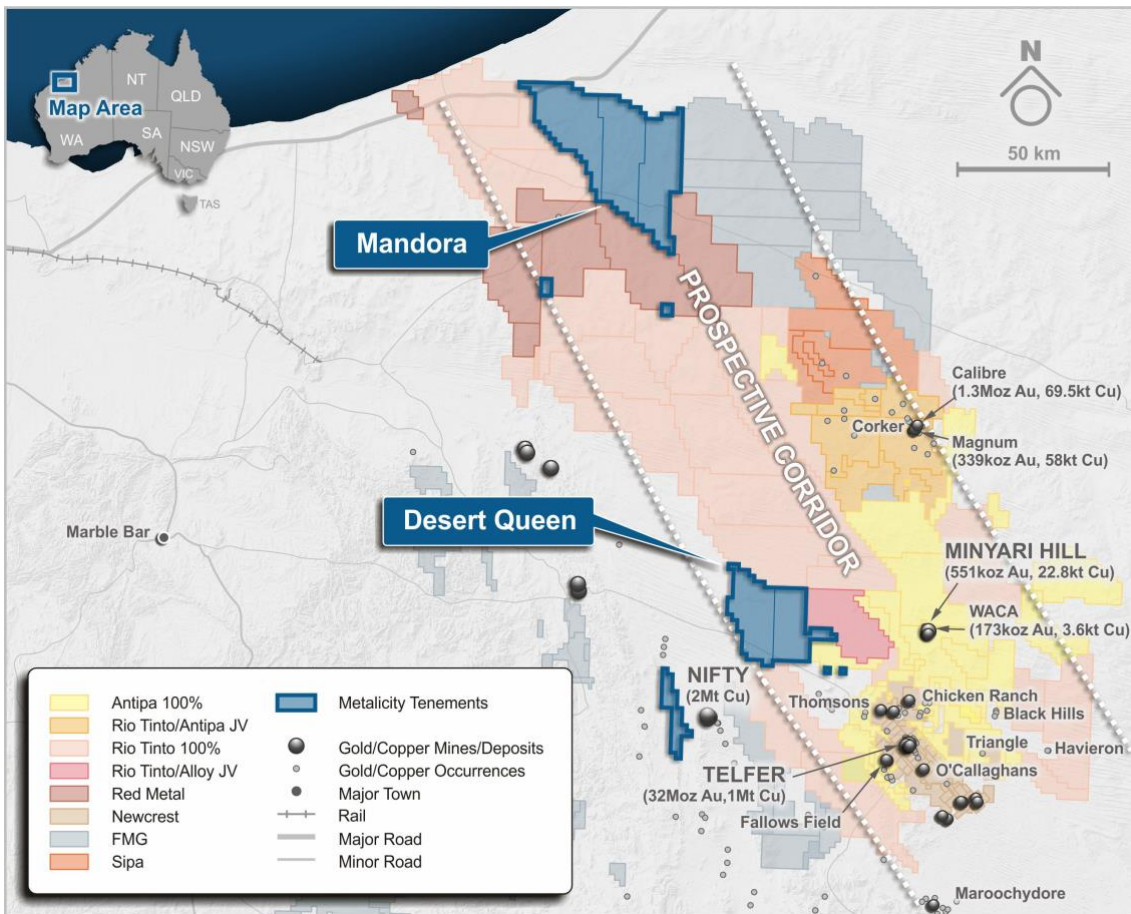 NT
QLD
Map Area
WA
SA
NSW
VIC
TAS
N
50 km
Mandora
PROSPECTIVE CORRIDOR
Calibre
(1.3Moz Au, 69.5kt Cu)
Corker
Magnum
(339koz Au, 58kt Cu)
Desert Queen
Marble Bar
MINYARI HILL
(551koz Au, 22.8kt Cu)
WACA
(173koz Au, 3.6kt Cu)
NIFTY
(2Mt Cu)
Thomsons
Chicken Ranch
Black Hills
Triangle
Havieron
TELFER
(32Moz Au,1Mt Cu)
O'Callaghans
Fallows Field
Maroochydore
Antipa 100%
Rio Tinto/Antipa JV
Rio Tinto 100%
Rio Tinto/Alloy JV
Red Metal
Newcrest
FMG
Sipa
Metalicity Tenements
Gold/Copper Mines/Deposits
Gold/Copper Occurrences
Major Town
Rail
Major Road
Minor Road